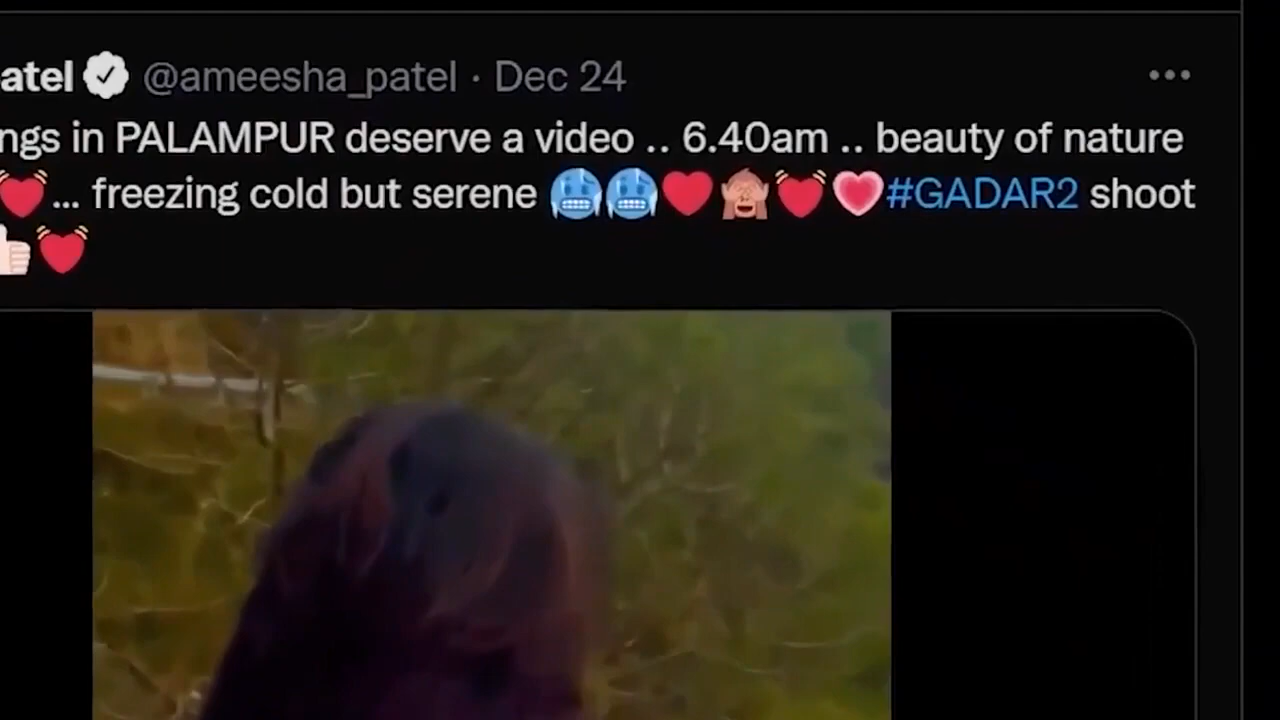 atel @ameesha_patel · Dec 24
ngs in PALAMPUR deserve a video .. 6.40am .. beauty of nature
💓... freezing cold but serene 🥶🥶❤️🙈💓💗#GADAR2 shoot
👍🏻💓